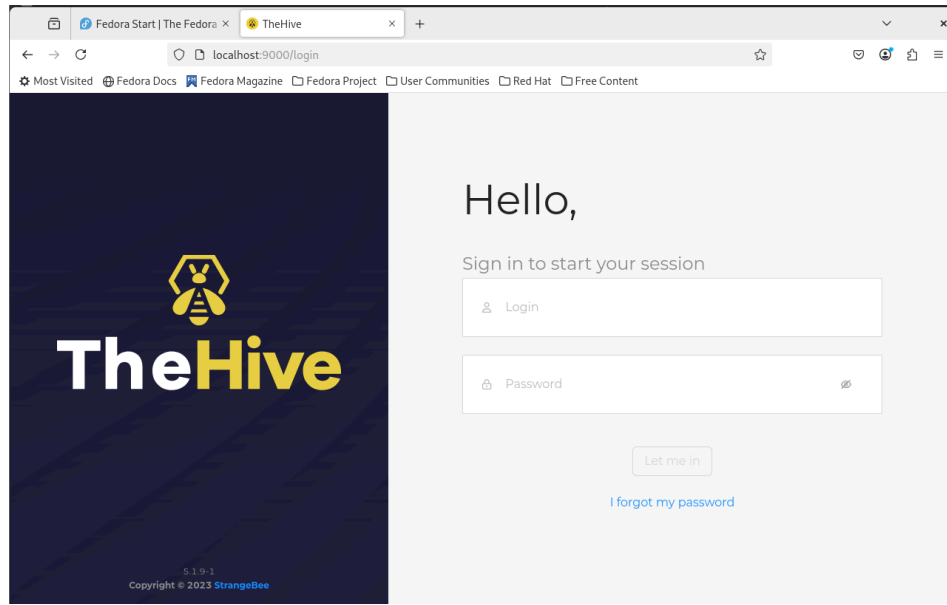 Fedora Start | The Fedora
TheHive
localhost:9000/login
Most Visited Fedora Docs Fedora Magazine Fedora Project User Communities Red Hat Free Content
Hello,
Sign in to start your session
Login
Password
Let me in
I forgot my password
TheHive
5.1.9-1
Copyright © 2023 StrangeBee